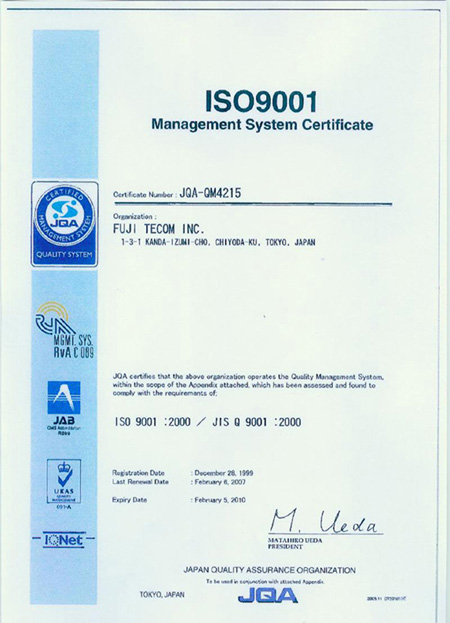 ISO9001
Management System Certificate
Certificate Number : JQA-QM4215
Organization :
FUJI TECOM INC.
1-3-1 KANDA-IZUMI-CHO, CHIYODA-KU, TOKYO, JAPAN
CERTIFIED
JQA
MANAGEMENT SYSTEM
QUALITY SYSTEM
RvA
MGMT. SYS.
RvA C 089
JQA certifies that the above organization operates the Quality Management System,
within the scope of the Appendix attached, which has been assessed and found to
comply with the requirements of:
JAB
ISO 9001 :2000 / JIS Q 9001 :2000
UKAS
QUALITY
MANAGEMENT
Registration Date : December 28, 1999
Last Renewal Date : February 6, 2007
Expiry Date : February 5, 2010
M. Ueda
MATAHIRO UEDA
PRESIDENT
IQNet
JAPAN QUALITY ASSURANCE ORGANIZATION
To be used in conjunction with attached Appendix.
TOKYO, JAPAN
JQA